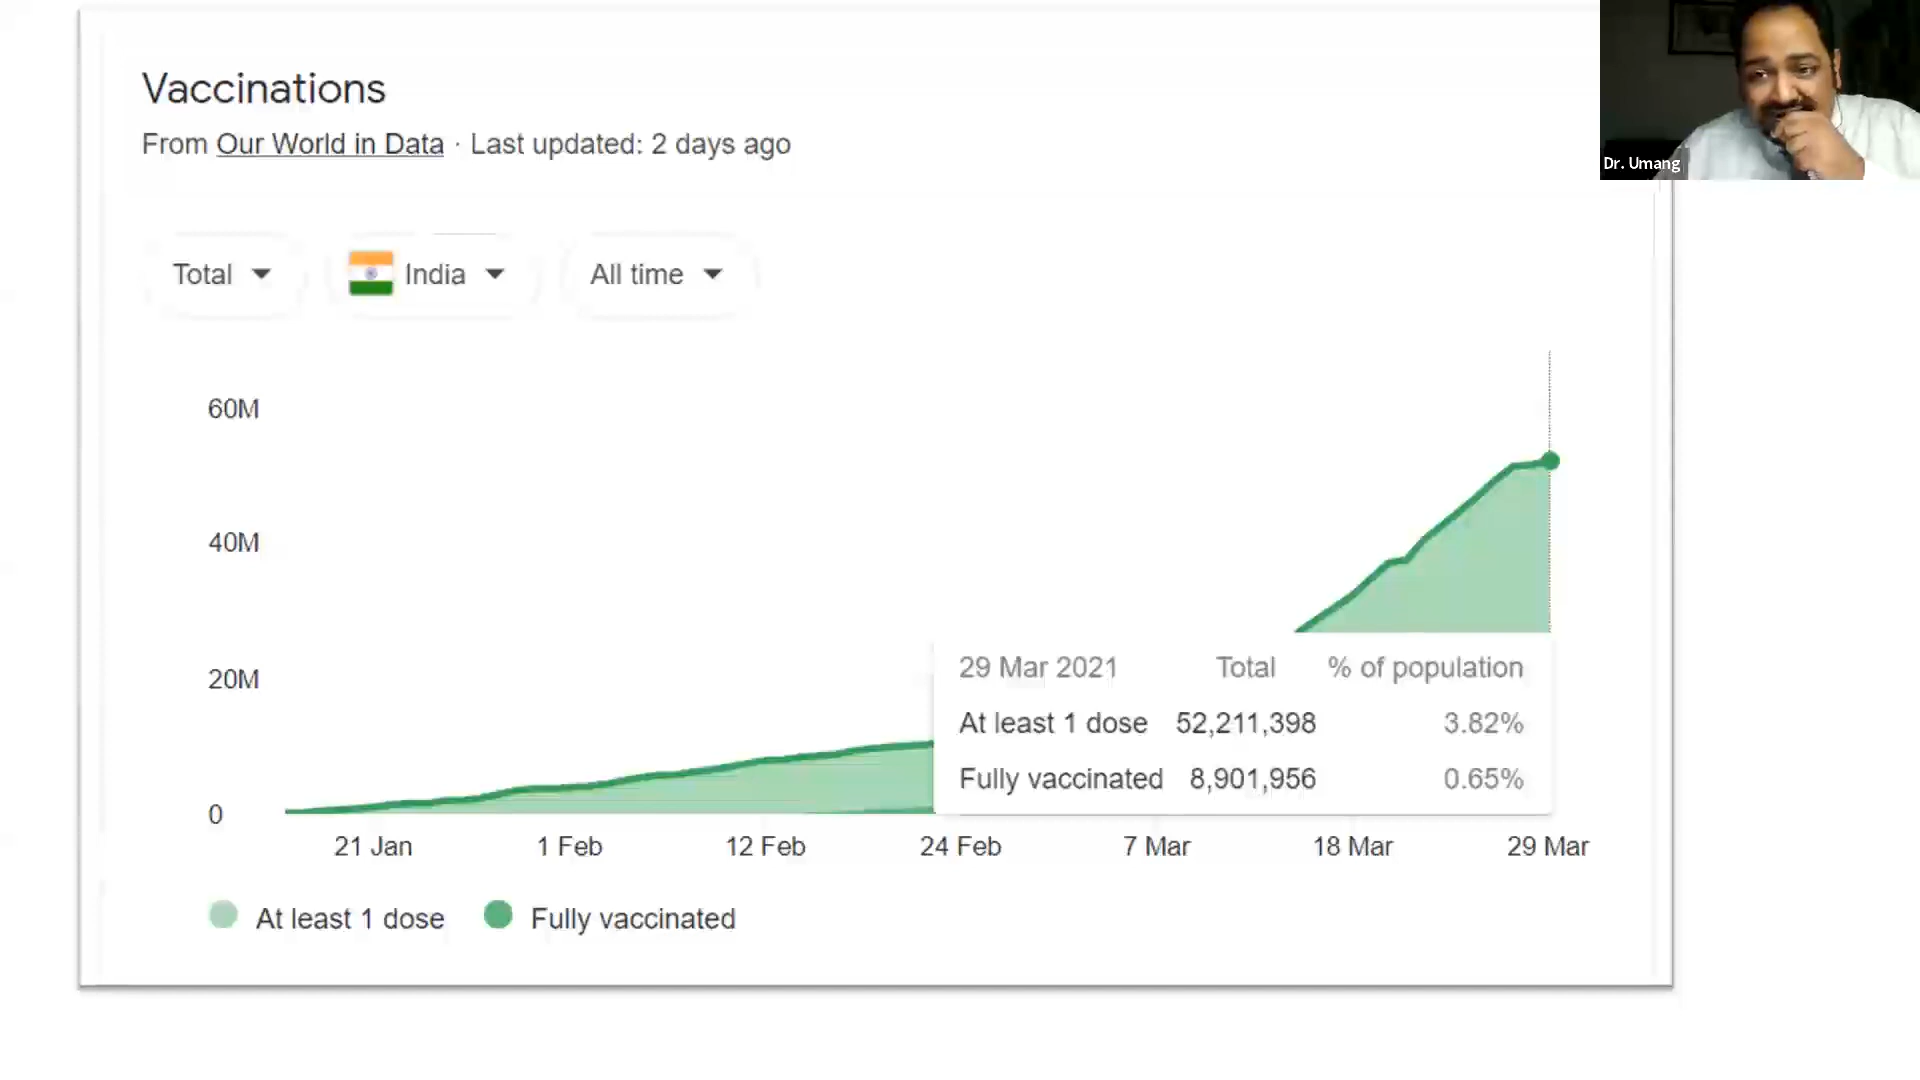 Vaccinations
From Our World in Data · Last updated: 2 days ago
Dr. Umang
Total India All time
60M
40M
20M
0
29 Mar 2021 Total % of population
At least 1 dose 52,211,398 3.82%
Fully vaccinated 8,901,956 0.65%
21 Jan 1 Feb 12 Feb 24 Feb 7 Mar 18 Mar 29 Mar
At least 1 dose Fully vaccinated